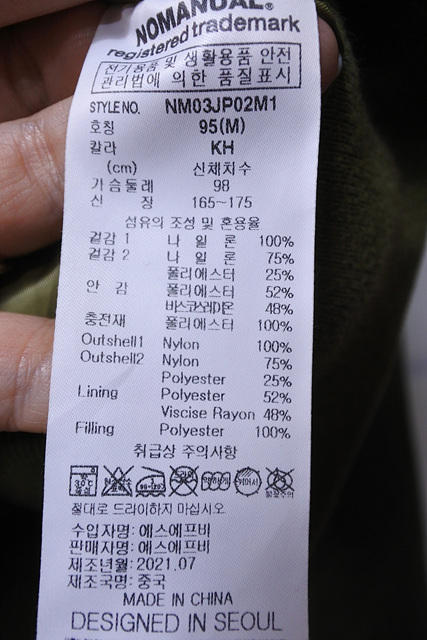 NOMANUAL®
registered trademark
전기용품 및 생활용품 안전
관리법에 의한 품질표시
STYLE NO. NM03JP02M1
호칭 95(M)
칼라 KH
(cm) 신체치수
가슴둘레 98
신 장 165~175
섬유의 조성 및 혼용율
겉감 1 나 일 론 100%
겉감 2 나 일 론 75%
폴리에스터 25%
안 감 폴리에스터 52%
비스코스레이온 48%
충전재 폴리에스터 100%
Outshell1 Nylon 100%
Outshell2 Nylon 75%
Polyester 25%
Lining Polyester 52%
Viscise Rayon 48%
Filling Polyester 100%
취급상 주의사항
절대로 드라이하지 마십시오
수입자명: 에스에프비
판매자명: 에스에프비
제조년월: 2021.07
제조국명: 중국
MADE IN CHINA
DESIGNED IN SEOUL